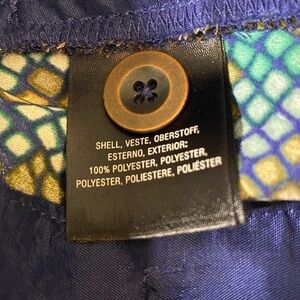 SHELL, VESTE, OBERSTOFF,
ESTERNO, EXTERIOR:
100% POLYESTER, POLYESTER,
POLYESTER, POLIESTERE, POLIÉSTER